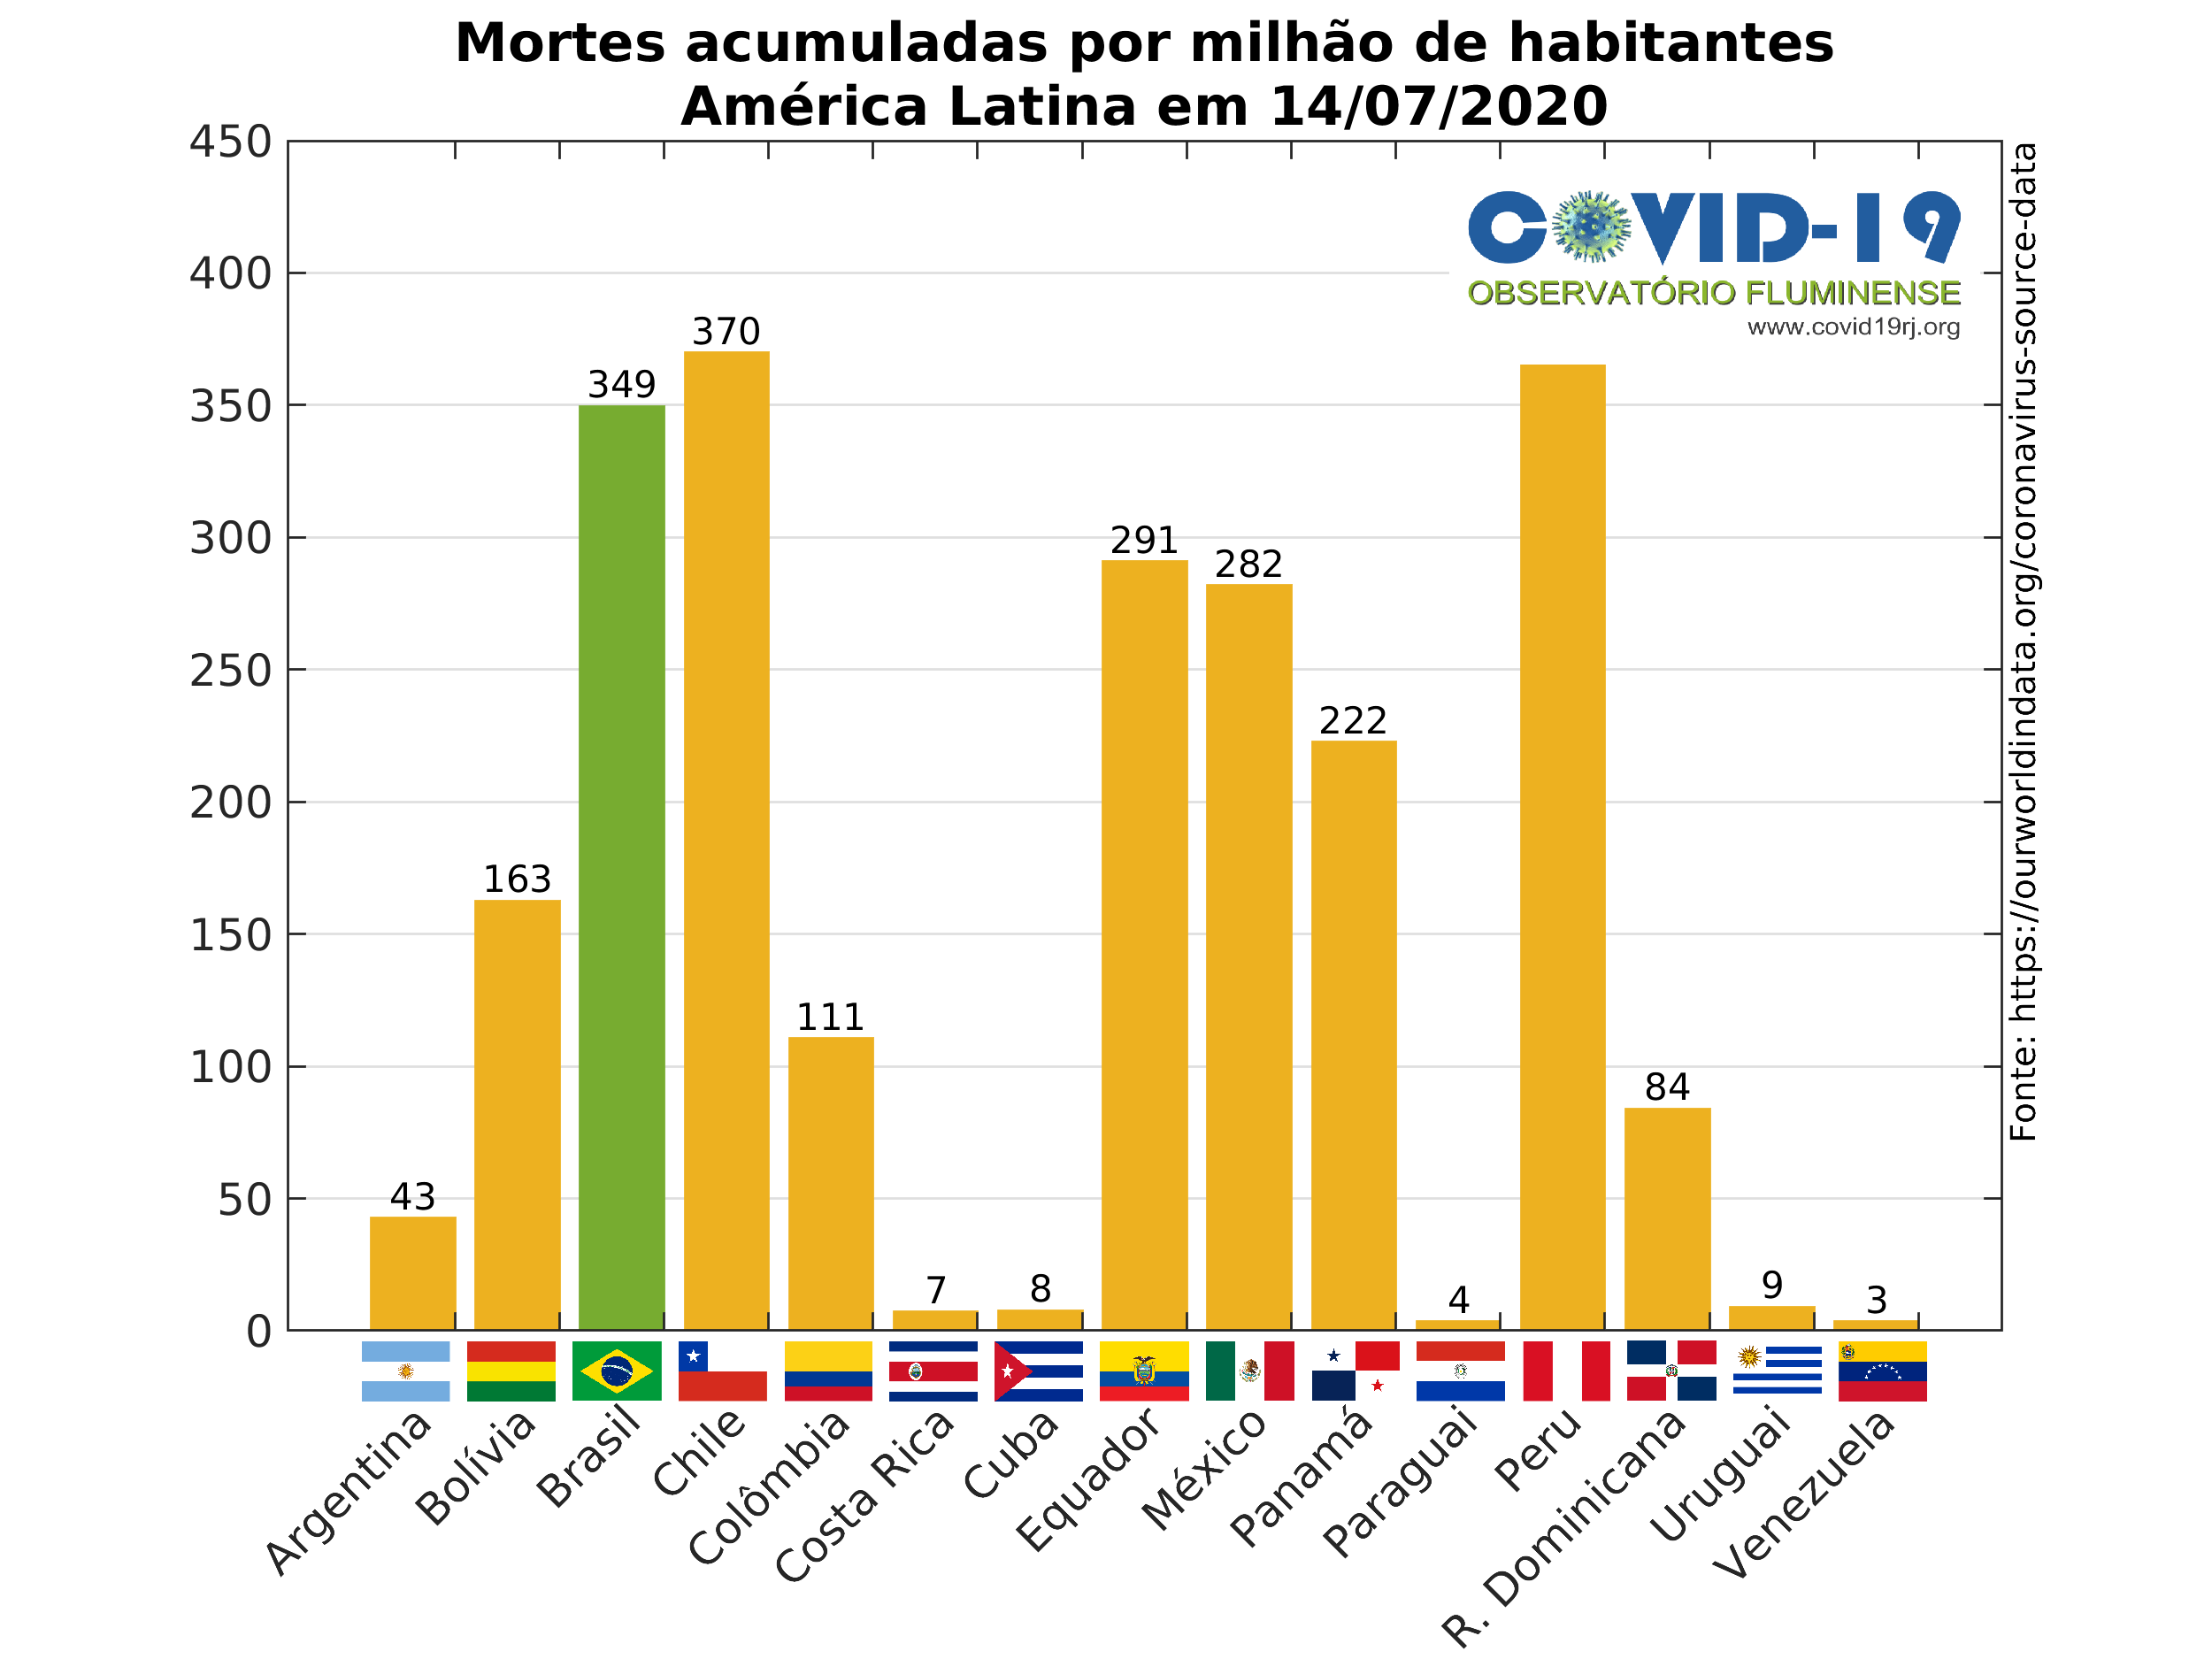 Mortes acumuladas por milhão de habitantes
América Latina em 14/07/2020
450
400
350
300
250
200
150
100
50
0
COVID-19
OBSERVATÓRIO FLUMINENSE
www.covid19rj.org
43
163
349
370
111
7
8
291
282
222
4
84
9
3
Argentina
Bolívia
Brasil
Chile
Colômbia
Costa Rica
Cuba
Equador
México
Panamá
Paraguai
Peru
R. Dominicana
Uruguai
Venezuela
Fonte: https://ourworldindata.org/coronavirus-source-data